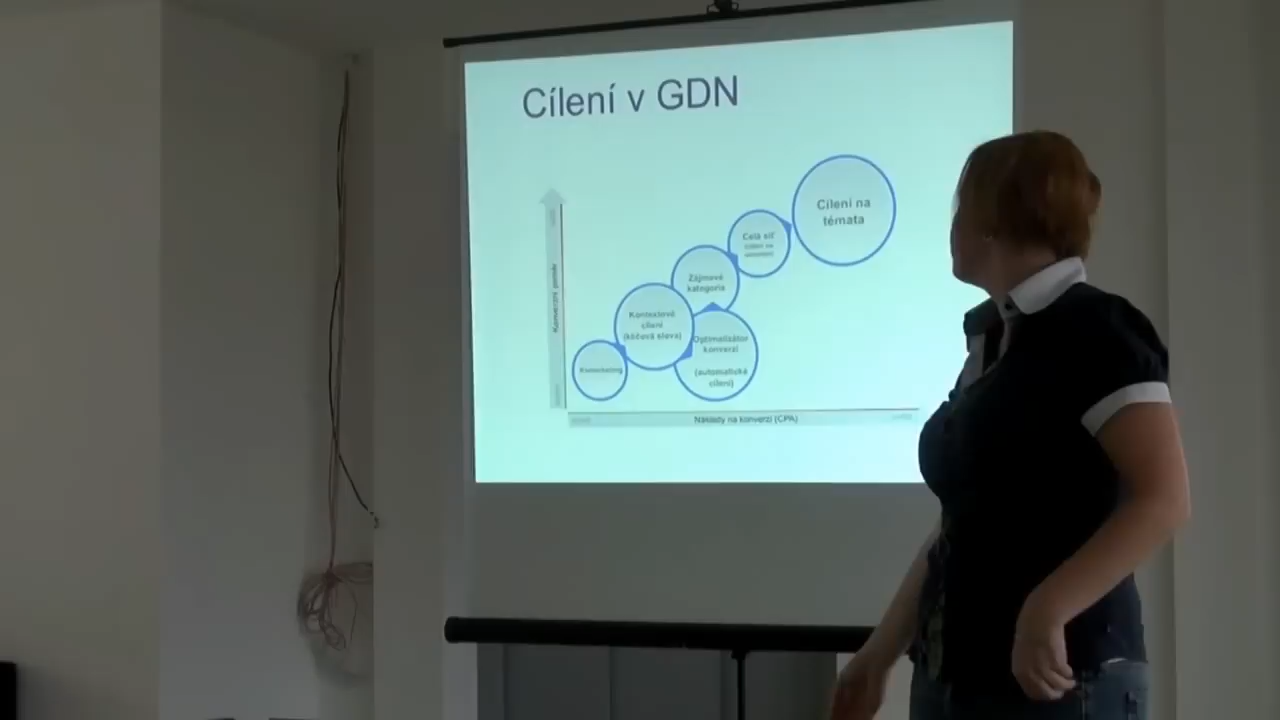 Cílení v GDN
Cílení na
témata
Celá síť
Zájmové
kategorie
Kontextové
cílení
(klíčová slova)
Optimalizátor
konverzí
(automatické
cílení)
Remarketing
Náklady na konverzi (CPA)